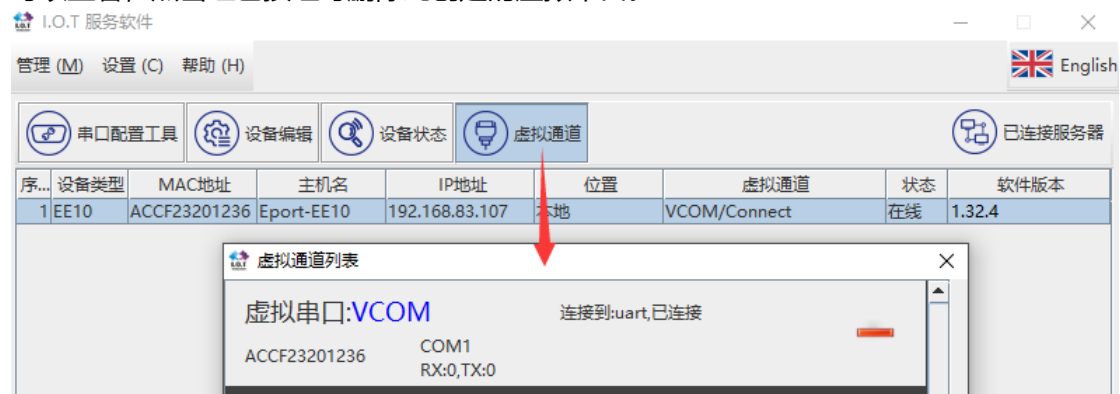 I.O.T 服务软件
管理 (M) 设置 (C) 帮助 (H) English
串口配置工具 设备编辑 设备状态 虚拟通道 已连接服务器
序... 设备类型 MAC地址 主机名 IP地址 位置 虚拟通道 状态 软件版本
1 EE10 ACCF23201236 Eport-EE10 192.168.83.107 本地 VCOM/Connect 在线 1.32.4
虚拟通道列表
虚拟串口:VCOM 连接到:uart,已连接
ACCF23201236 COM1
RX:0,TX:0